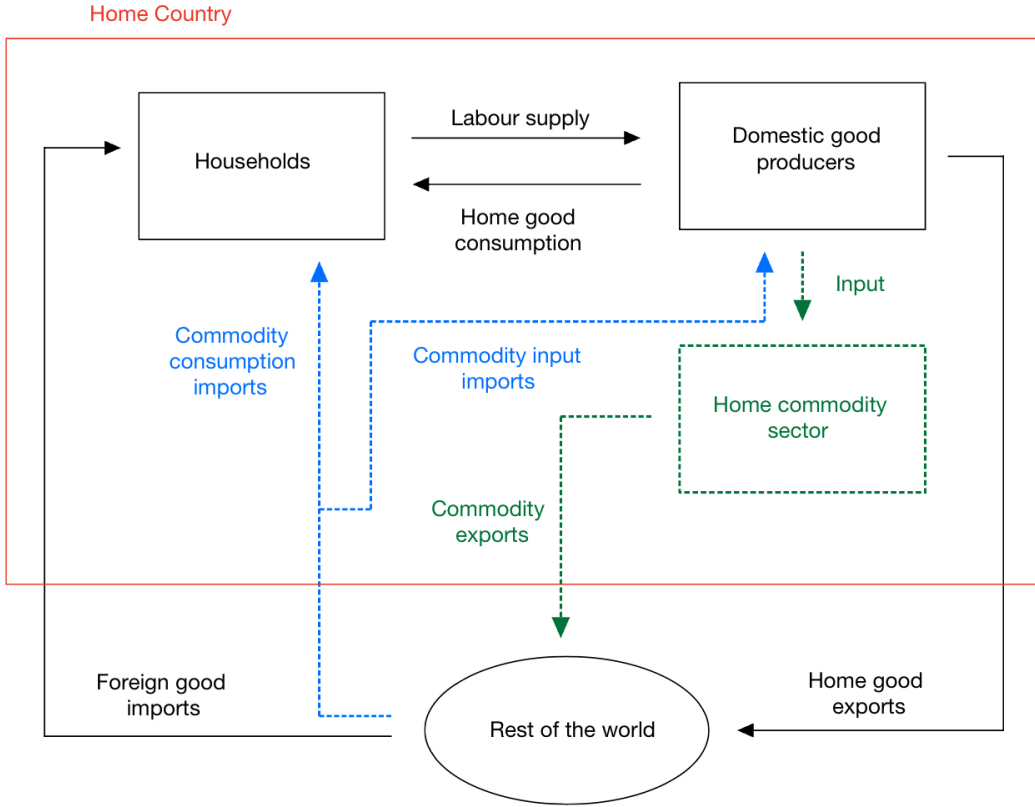 Home Country
Households
Labour supply
Home good
consumption
Domestic good
producers
Input
Commodity
consumption
imports
Commodity input
imports
Home commodity
sector
Commodity
exports
Foreign good
imports
Rest of the world
Home good
exports